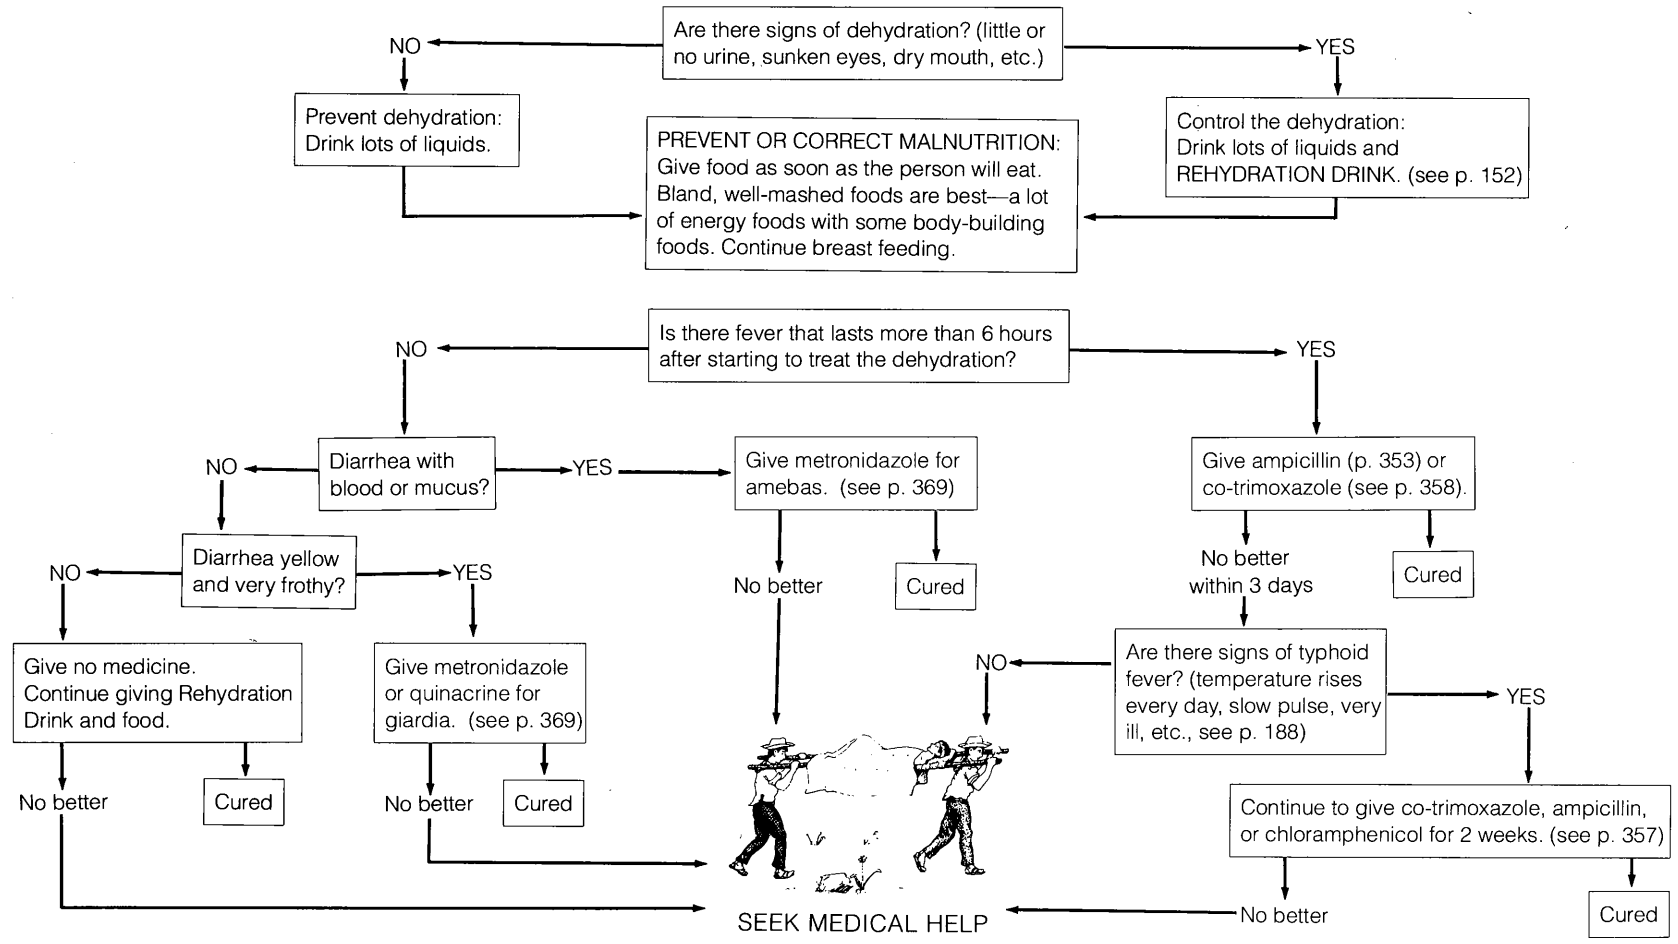 Are there signs of dehydration? (little or
no urine, sunken eyes, dry mouth, etc.)
NO
YES
Prevent dehydration:
Drink lots of liquids.
PREVENT OR CORRECT MALNUTRITION:
Give food as soon as the person will eat.
Bland, well-mashed foods are best—a lot
of energy foods with some body-building
foods. Continue breast feeding.
Control the dehydration:
Drink lots of liquids and
REHYDRATION DRINK. (see p. 152)
Is there fever that lasts more than 6 hours
after starting to treat the dehydration?
NO
YES
Diarrhea with
blood or mucus?
NO
YES
Give metronidazole for
amebas. (see p. 369)
Give ampicillin (p. 353) or
co-trimoxazole (see p. 358).
Diarrhea yellow
and very frothy?
NO
YES
No better
Cured
No better
within 3 days
Cured
Give no medicine.
Continue giving Rehydration
Drink and food.
Give metronidazole
or quinacrine for
giardia. (see p. 369)
NO
Are there signs of typhoid
fever? (temperature rises
every day, slow pulse, very
ill, etc., see p. 188)
YES
No better
Cured
No better
Cured
Continue to give co-trimoxazole, ampicillin,
or chloramphenicol for 2 weeks. (see p. 357)
SEEK MEDICAL HELP
No better
Cured